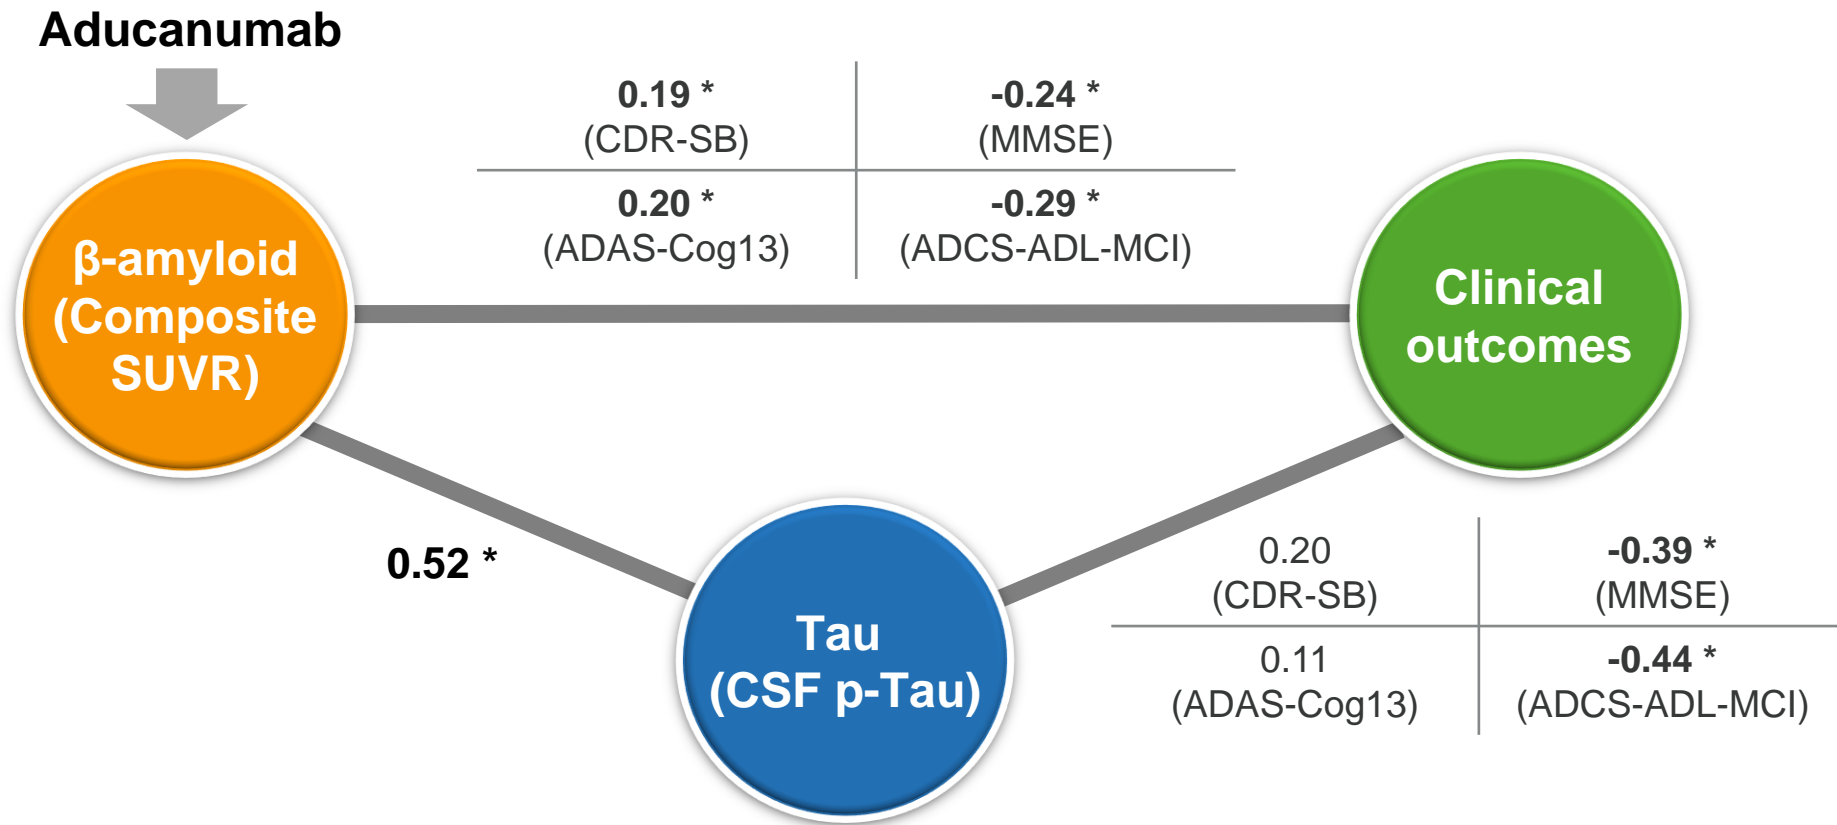 Aducanumab
0.19 *
(CDR-SB)
-0.24 *
(MMSE)
0.20 *
(ADAS-Cog13)
-0.29 *
(ADCS-ADL-MCI)
β-amyloid
(Composite
SUVR)
Clinical
outcomes
0.52 *
Tau
(CSF p-Tau)
0.20
(CDR-SB)
-0.39 *
(MMSE)
0.11
(ADAS-Cog13)
-0.44 *
(ADCS-ADL-MCI)